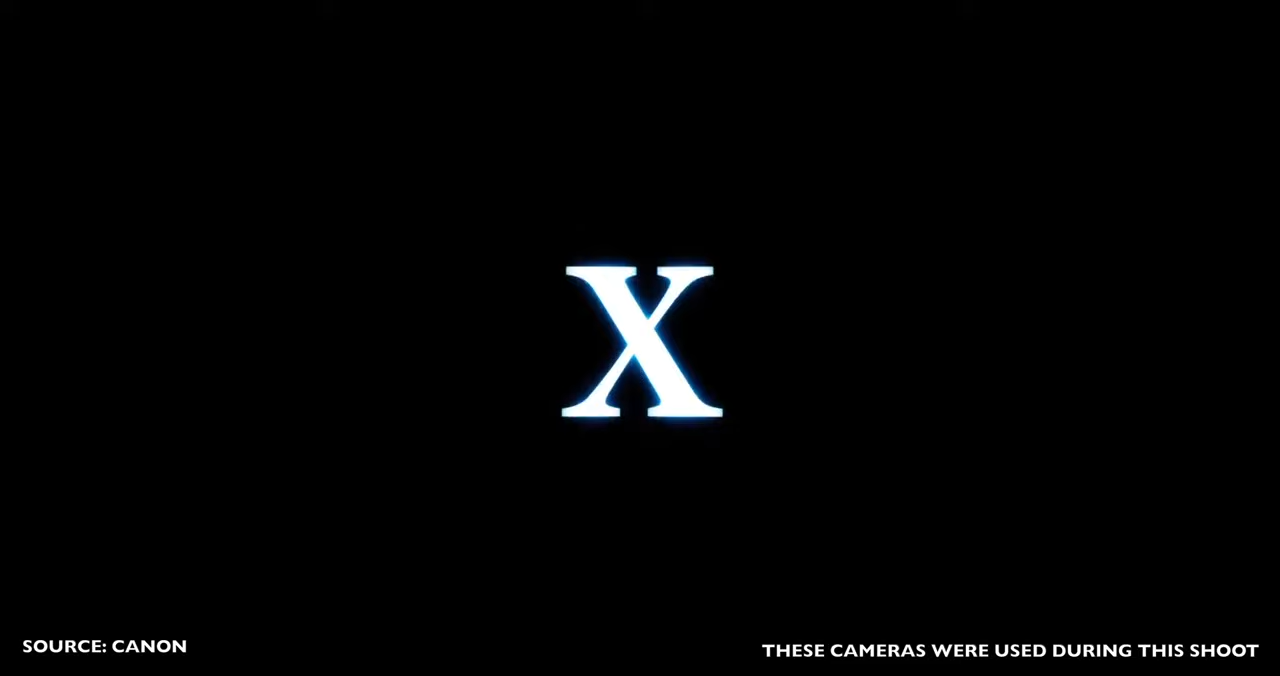 X
SOURCE: CANON
THESE CAMERAS WERE USED DURING THIS SHOOT